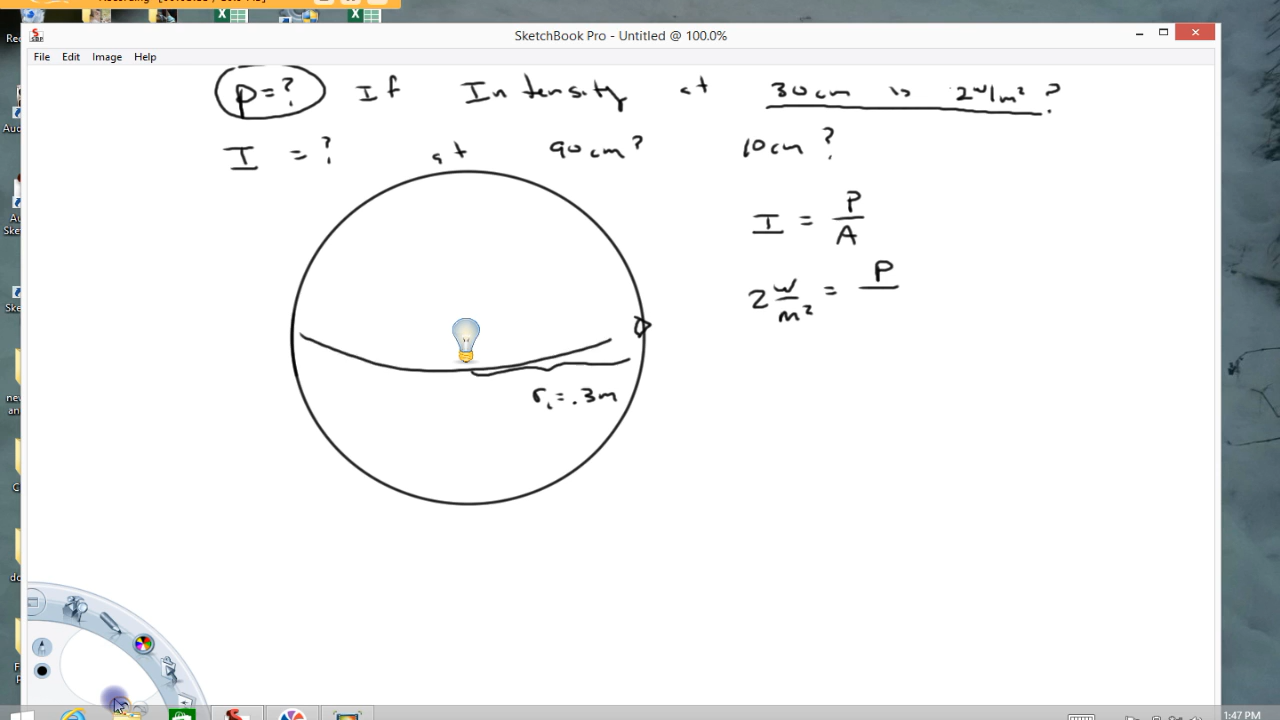 SketchBook Pro - Untitled @ 100.0%
File Edit Image Help
P = ? If Intensity at 30cm is 2w/m² ?
I = ? at 90cm? 10cm?
I = P / A
2 w/m² = P
r₁ = .3m
1:47 PM